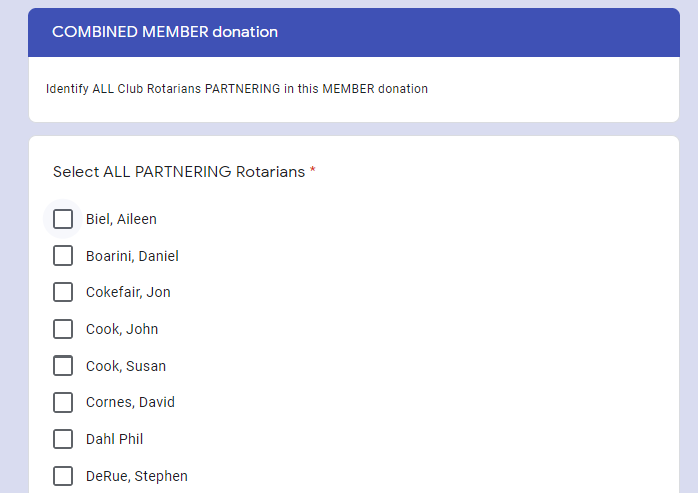 COMBINED MEMBER donation
Identify ALL Club Rotarians PARTNERING in this MEMBER donation
Select ALL PARTNERING Rotarians *
Biel, Aileen
Boarini, Daniel
Cokefair, Jon
Cook, John
Cook, Susan
Cornes, David
Dahl Phil
DeRue, Stephen